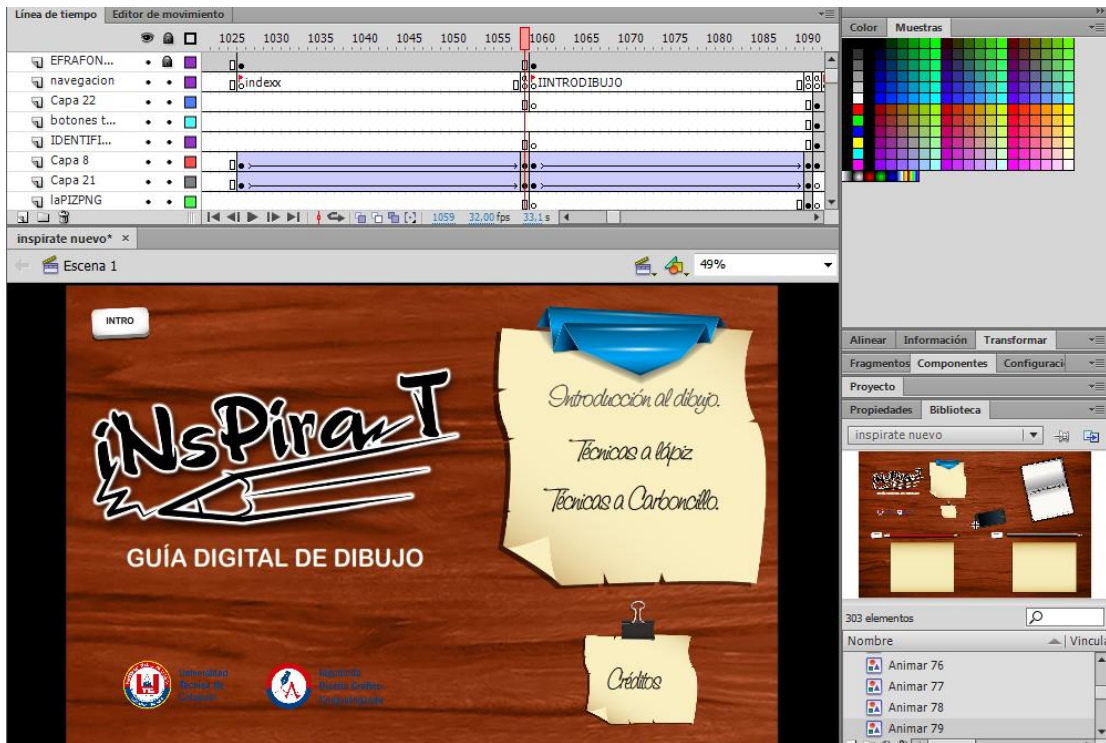 Línea de tiempo Editor de movimiento
1025 1030 1035 1040 1045 1050 1055 1060 1065 1070 1075 1080 1085 1090
EFRAFON...
navegacion indexx IINTRODIBUJO
Capa 22
botones t...
IDENTIFI...
Capa 8
Capa 21
laPIZPNG
1059 32,00 fps 33,1 s
inspirate nuevo*
Escena 1 49%
INTRO
iNsPira-T
GUÍA DIGITAL DE DIBUJO
Introducción al dibujo.
Técnicas a lápiz
Técnicas a Carboncillo.
Créditos
Universidad
Técnica de
Color Muestras
Alinear Información Transformar
Fragmentos Componentes Configuraci
Proyecto
Propiedades Biblioteca
inspirate nuevo
303 elementos
Nombre Vincula
Animar 76
Animar 77
Animar 78
Animar 79